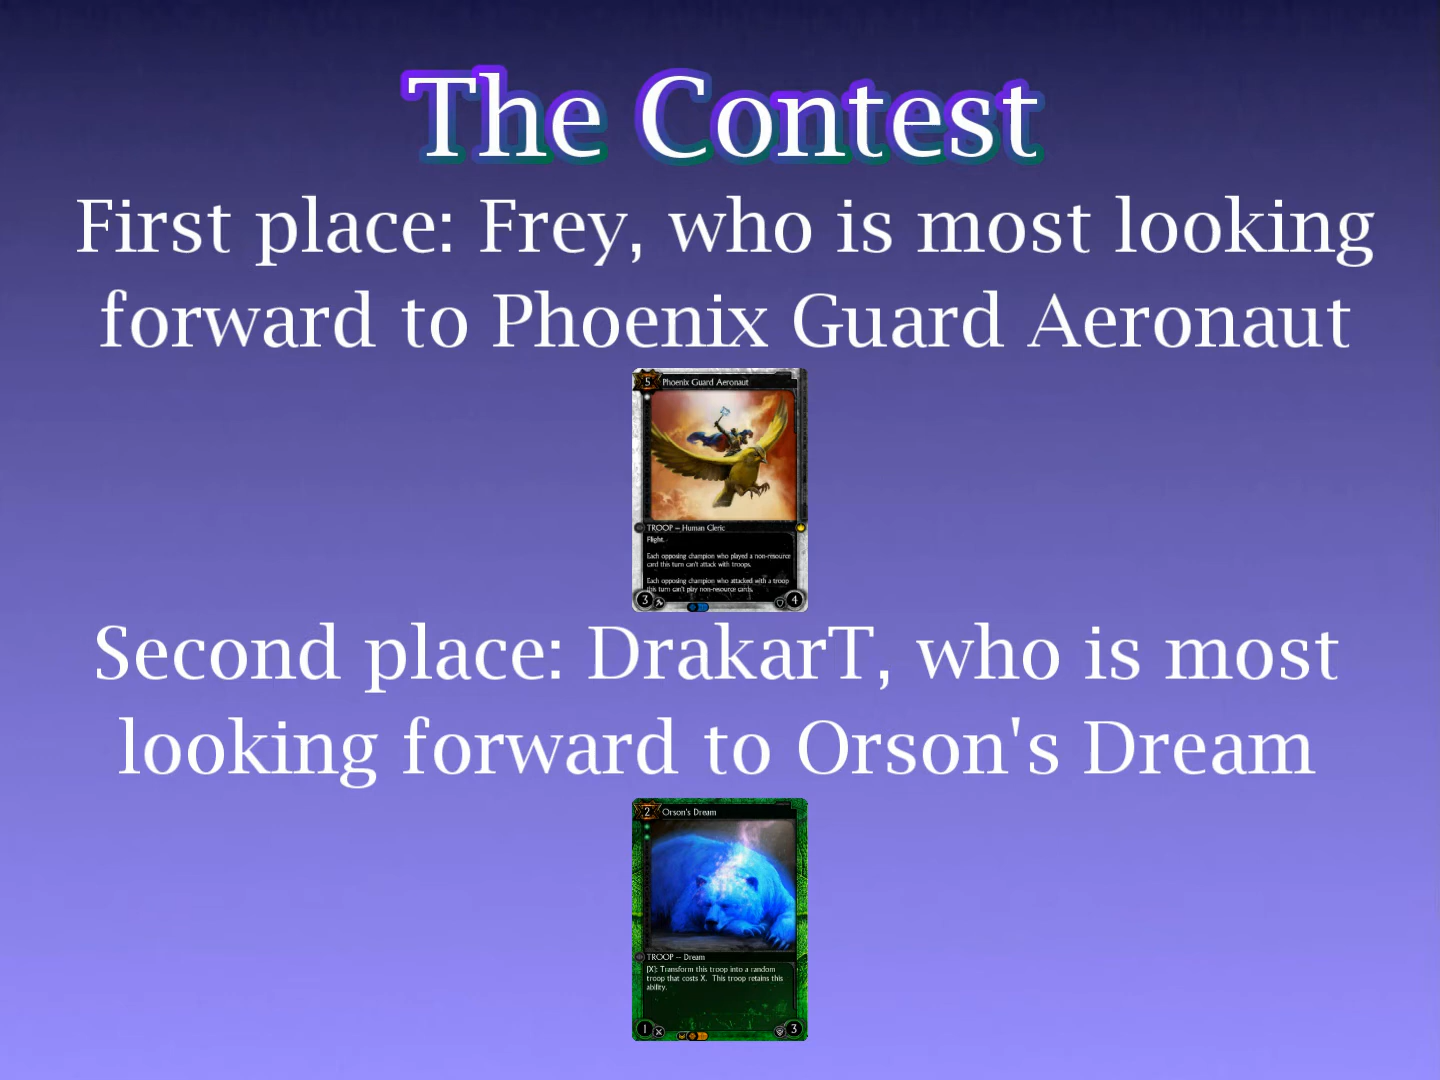 The Contest
First place: Frey, who is most looking
forward to Phoenix Guard Aeronaut
5
Phoenix Guard Aeronaut
TROOP -- Human Cleric
Flight.
Each opposing champion who played a non-resource
card this turn can't attack with troops.
Each opposing champion who attacked with a troop
this turn can't play non-resource cards.
3
4
Second place: DrakarT, who is most
looking forward to Orson's Dream
2
Orson's Dream
TROOP -- Dream
[X]: Transform this troop into a random
troop that costs X. This troop retains this
ability.
1
3